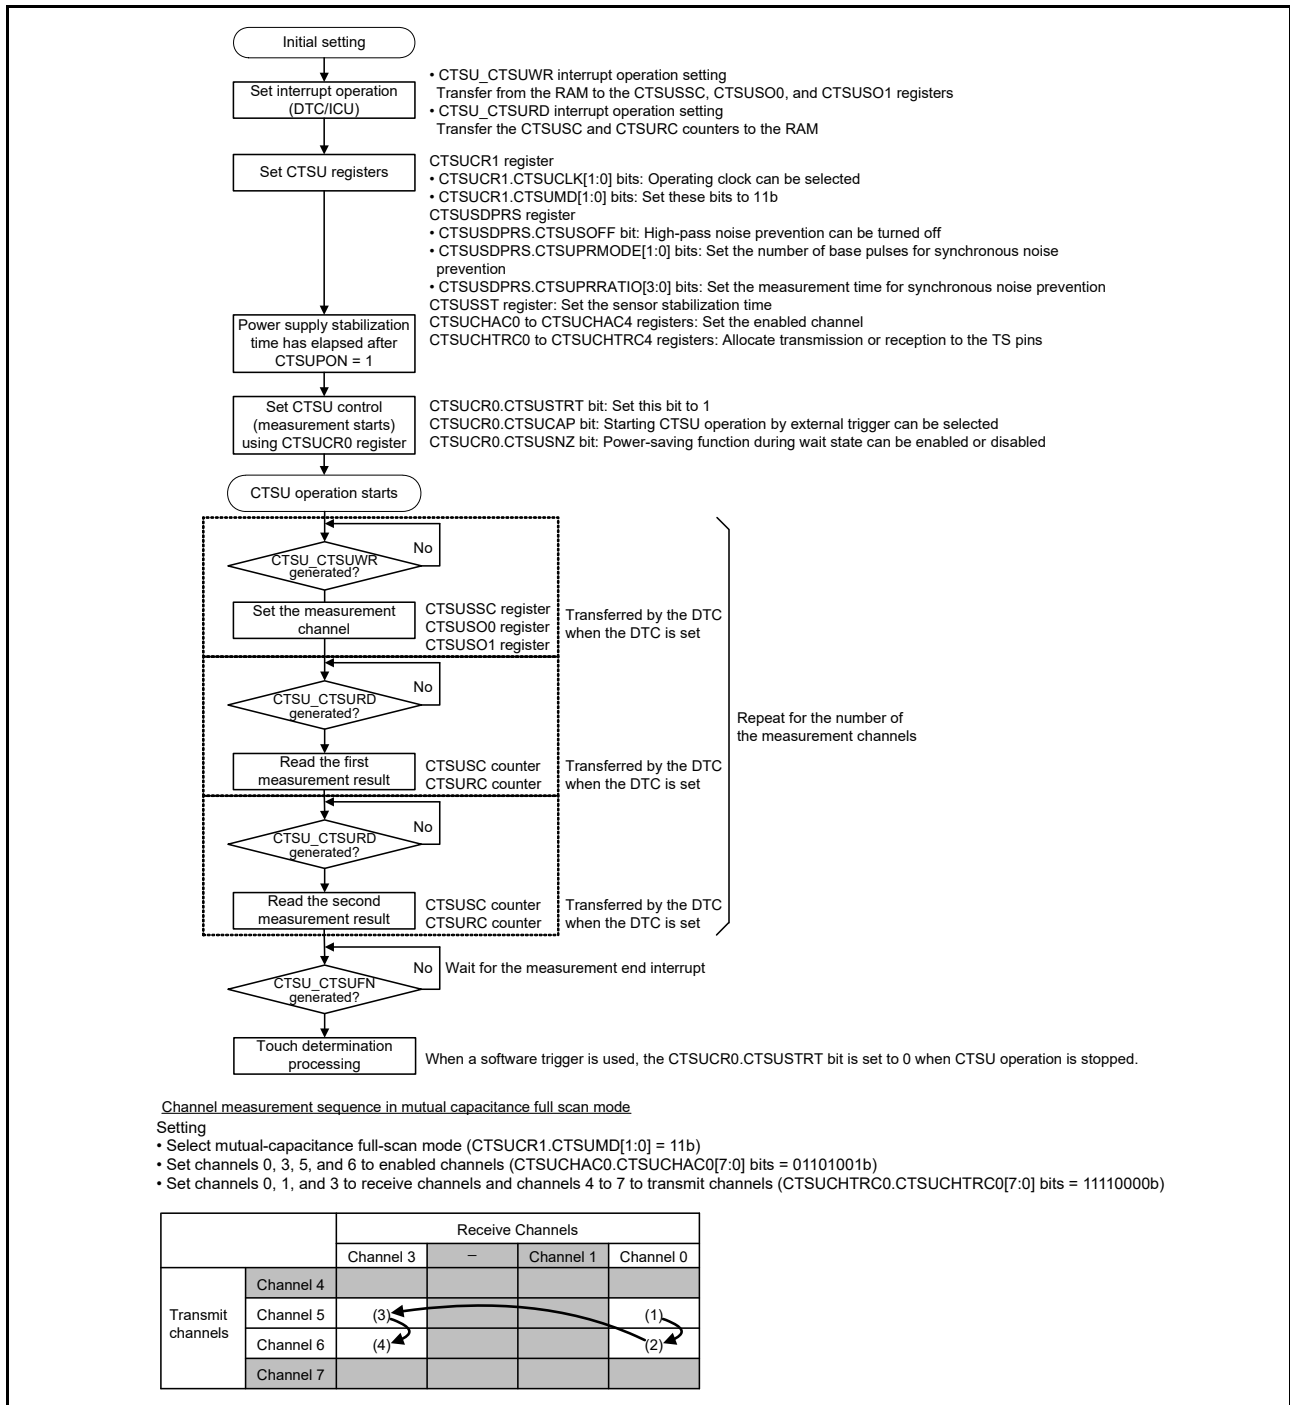 Initial setting
Set interrupt operation
(DTC/ICU)
• CTSU_CTSUWR interrupt operation setting
Transfer from the RAM to the CTSUSSC, CTSUSO0, and CTSUSO1 registers
• CTSU_CTSURD interrupt operation setting
Transfer the CTSUSC and CTSURC counters to the RAM
Set CTSU registers
CTSUCR1 register
• CTSUCR1.CTSUCLK[1:0] bits: Operating clock can be selected
• CTSUCR1.CTSUMD[1:0] bits: Set these bits to 11b
CTSUSDPRS register
• CTSUSDPRS.CTSUSOFF bit: High-pass noise prevention can be turned off
• CTSUSDPRS.CTSUPRMODE[1:0] bits: Set the number of base pulses for synchronous noise
prevention
• CTSUSDPRS.CTSUPRRATIO[3:0] bits: Set the measurement time for synchronous noise prevention
CTSUSST register: Set the sensor stabilization time
CTSUCHAC0 to CTSUCHAC4 registers: Set the enabled channel
CTSUCHTRC0 to CTSUCHTRC4 registers: Allocate transmission or reception to the TS pins
Power supply stabilization
time has elapsed after
CTSUPON = 1
Set CTSU control
(measurement starts)
using CTSUCR0 register
CTSUCR0.CTSUSTRT bit: Set this bit to 1
CTSUCR0.CTSUCAP bit: Starting CTSU operation by external trigger can be selected
CTSUCR0.CTSUSNZ bit: Power-saving function during wait state can be enabled or disabled
CTSU operation starts
CTSU_CTSUWR
generated?
No
Set the measurement
channel
CTSUSSC register
CTSUSO0 register
CTSUSO1 register
Transferred by the DTC
when the DTC is set
CTSU_CTSURD
generated?
No
Read the first
measurement result
CTSUSC counter
CTSURC counter
Transferred by the DTC
when the DTC is set
Repeat for the number of
the measurement channels
CTSU_CTSURD
generated?
No
Read the second
measurement result
CTSUSC counter
CTSURC counter
Transferred by the DTC
when the DTC is set
CTSU_CTSUFN
generated?
No
Wait for the measurement end interrupt
Touch determination
processing
When a software trigger is used, the CTSUCR0.CTSUSTRT bit is set to 0 when CTSU operation is stopped.
Channel measurement sequence in mutual capacitance full scan mode
Setting
• Select mutual-capacitance full-scan mode (CTSUCR1.CTSUMD[1:0] = 11b)
• Set channels 0, 3, 5, and 6 to enabled channels (CTSUCHAC0.CTSUCHAC0[7:0] bits = 01101001b)
• Set channels 0, 1, and 3 to receive channels and channels 4 to 7 to transmit channels (CTSUCHTRC0.CTSUCHTRC0[7:0] bits = 11110000b)
Receive Channels
Channel 3 – Channel 1 Channel 0
Transmit
channels
Channel 4
Channel 5 (3) (1)
Channel 6 (4) (2)
Channel 7